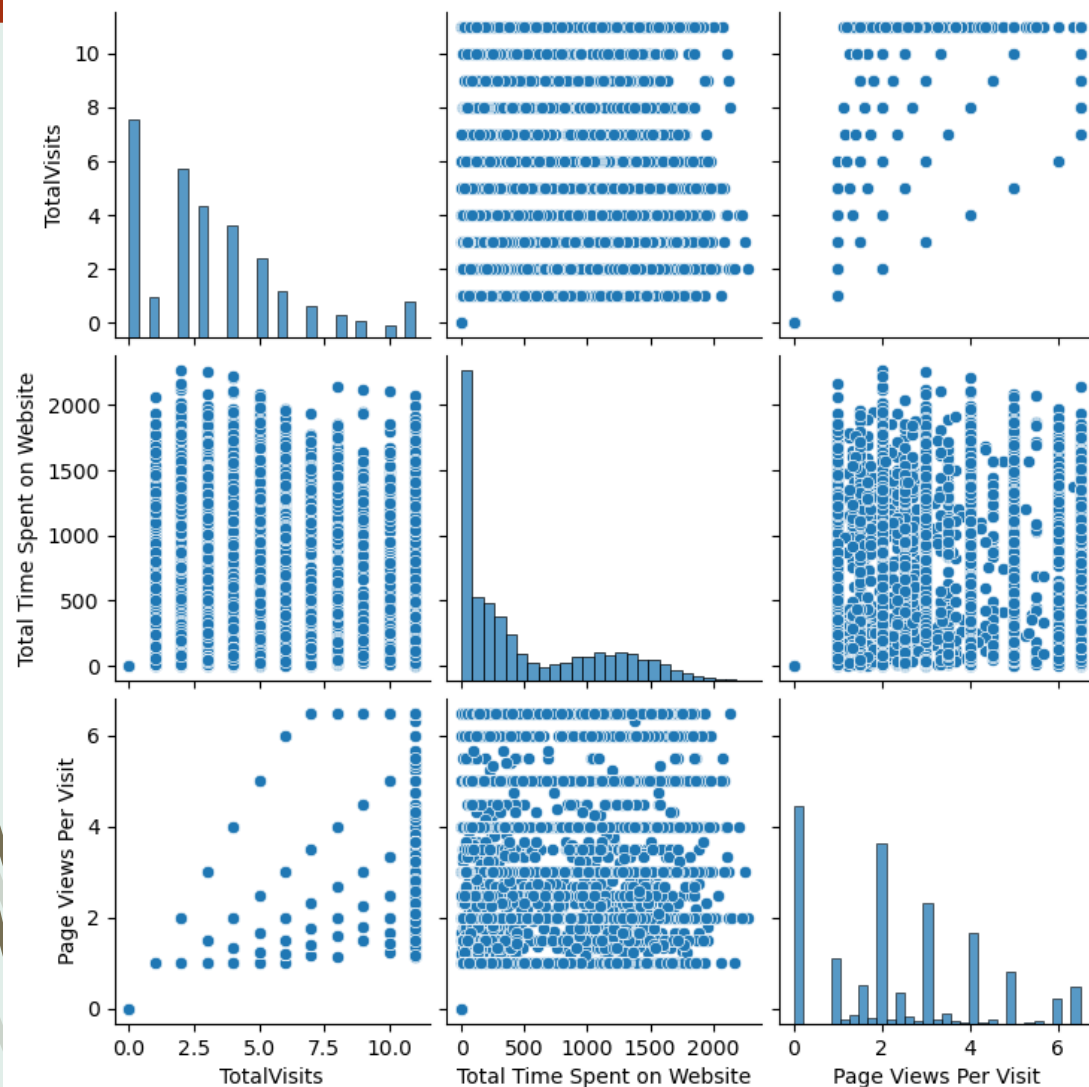 TotalVisits
10
8
6
4
2
0
Total Time Spent on Website
2000
1500
1000
500
0
Page Views Per Visit
6
4
2
0
0.0 2.5 5.0 7.5 10.0
TotalVisits
0 500 1000 1500 2000
Total Time Spent on Website
0 2 4 6
Page Views Per Visit